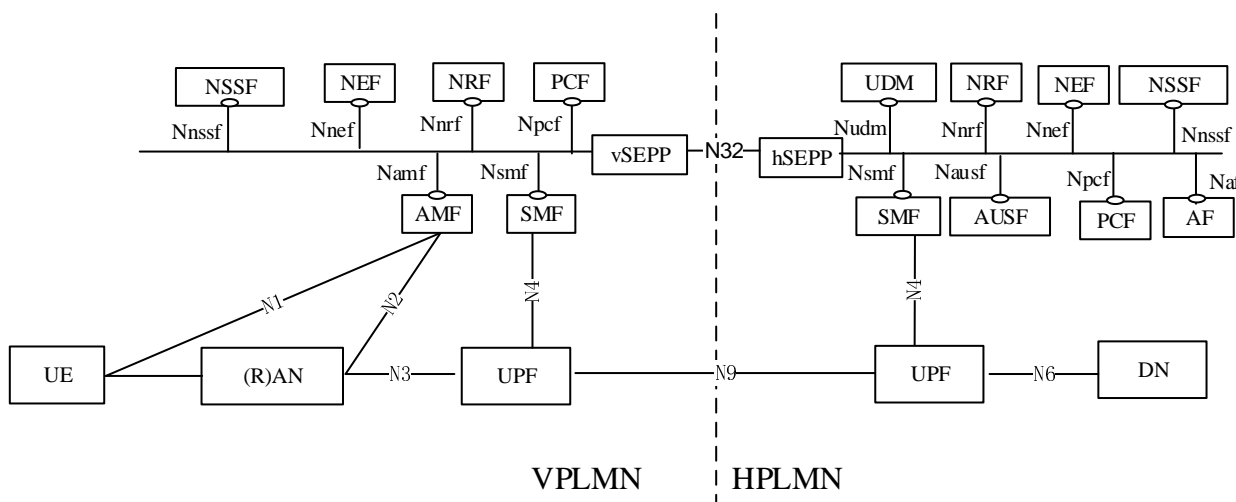 NSSF NEF NRF PCF UDM NRF NEF NSSF
Nnssf Nnef Nnrf Npcf Nudm Nnrf Nnef Nnssf
vSEPP N32 hSEPP
Namf Nsmf Nsmf Nausf Npcf Naf
AMF SMF SMF AUSF PCF AF
N1 N2 N4 N4
UE (R)AN N3 UPF N9 UPF N6 DN
VPLMN HPLMN